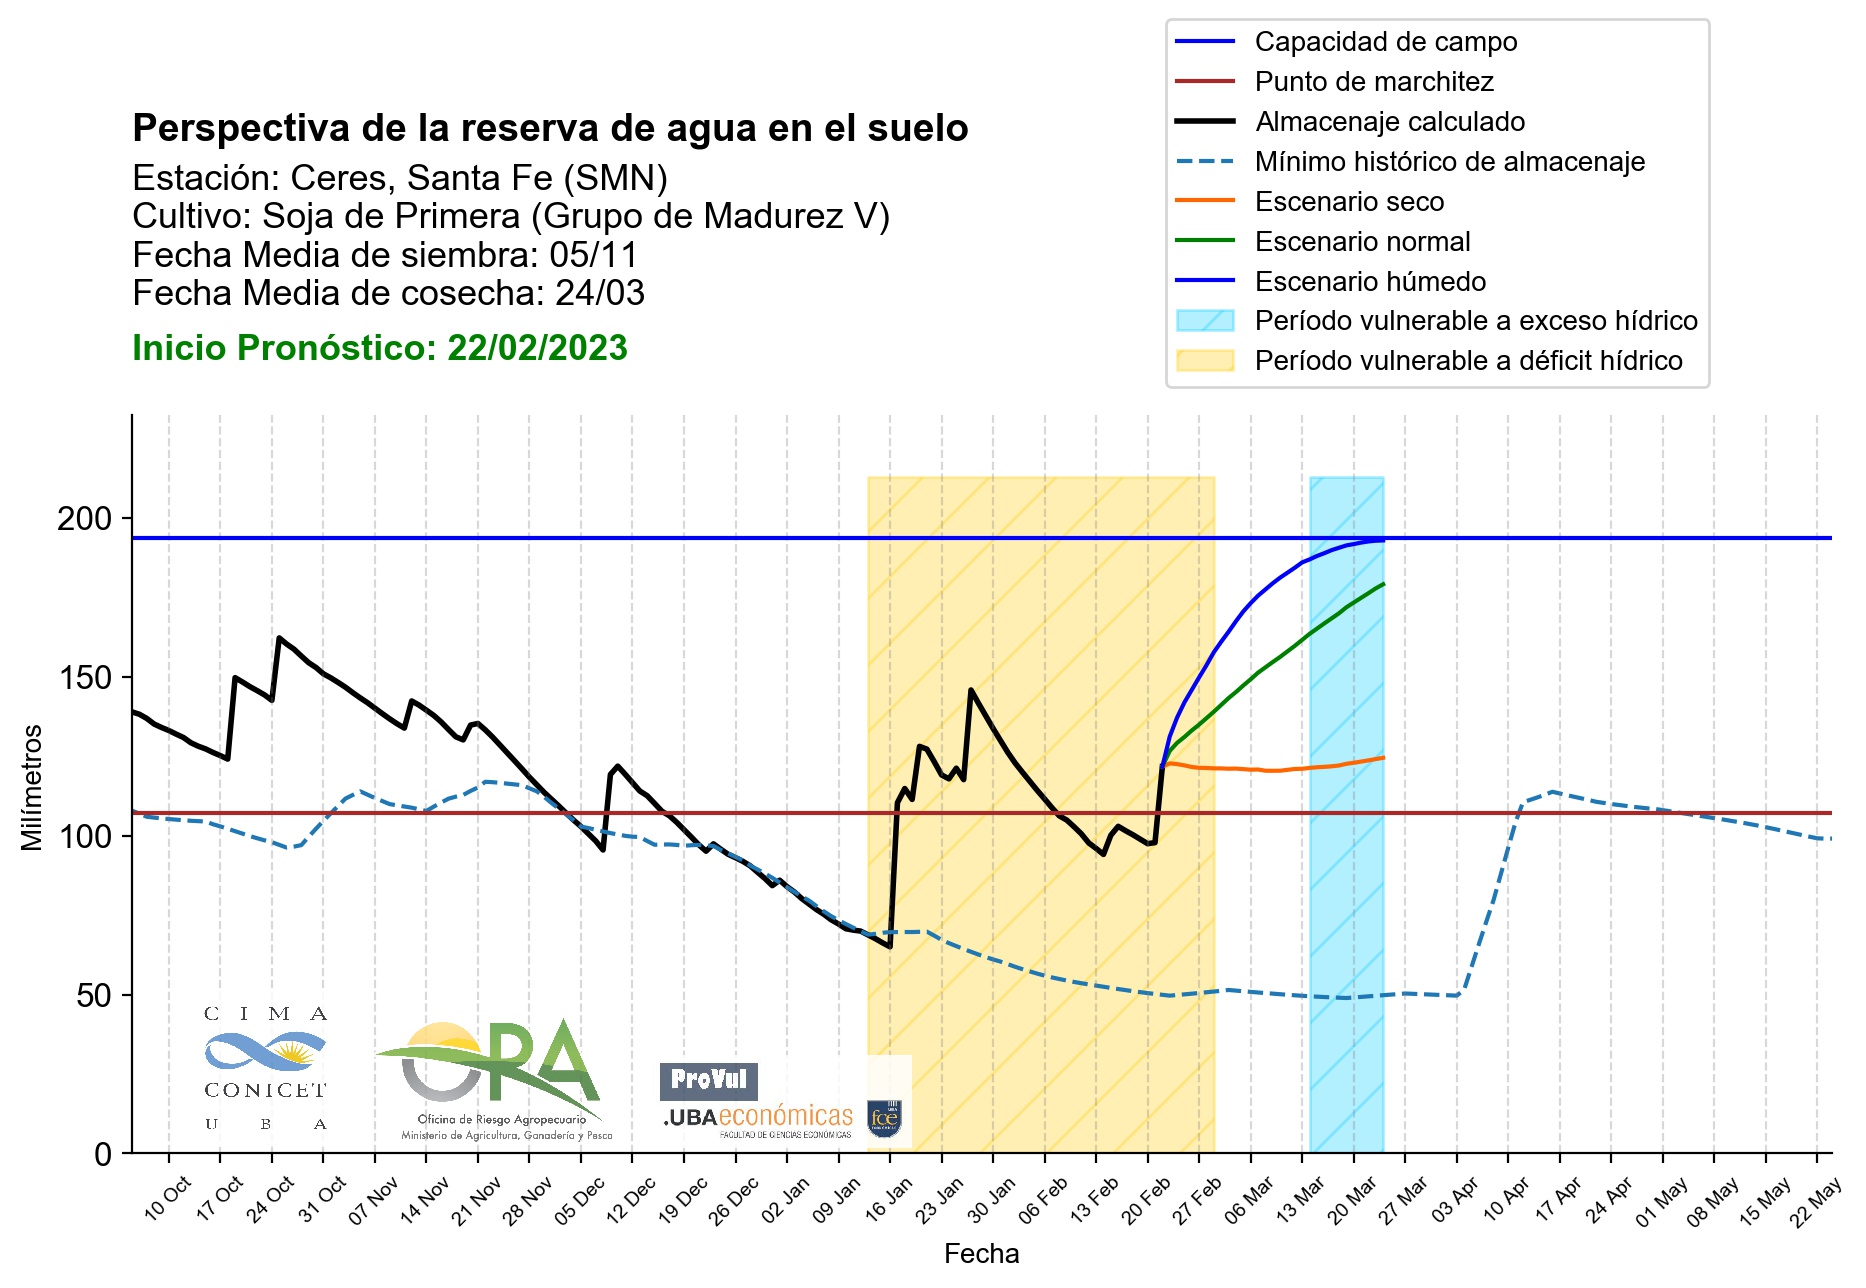 Capacidad de campo
Punto de marchitez
Almacenaje calculado
Mínimo histórico de almacenaje
Escenario seco
Escenario normal
Escenario húmedo
Período vulnerable a exceso hídrico
Período vulnerable a déficit hídrico
Perspectiva de la reserva de agua en el suelo
Estación: Ceres, Santa Fe (SMN)
Cultivo: Soja de Primera (Grupo de Madurez V)
Fecha Media de siembra: 05/11
Fecha Media de cosecha: 24/03
Inicio Pronóstico: 22/02/2023
200
150
100
50
0
Milímetros
CIMA
CONICET
UBA
ORA
Oficina de Riesgo Agropecuario
Ministerio de Agricultura, Ganadería y Pesca
ProVul
.UBAeconómicas
FACULTAD DE CIENCIAS ECONÓMICAS
fce
10 Oct 17 Oct 24 Oct 31 Oct 07 Nov 14 Nov 21 Nov 28 Nov 05 Dec 12 Dec 19 Dec 26 Dec 02 Jan 09 Jan 16 Jan 23 Jan 30 Jan 06 Feb 13 Feb 20 Feb 27 Feb 06 Mar 13 Mar 20 Mar 27 Mar 03 Apr 10 Apr 17 Apr 24 Apr 01 May 08 May 15 May 22 May
Fecha